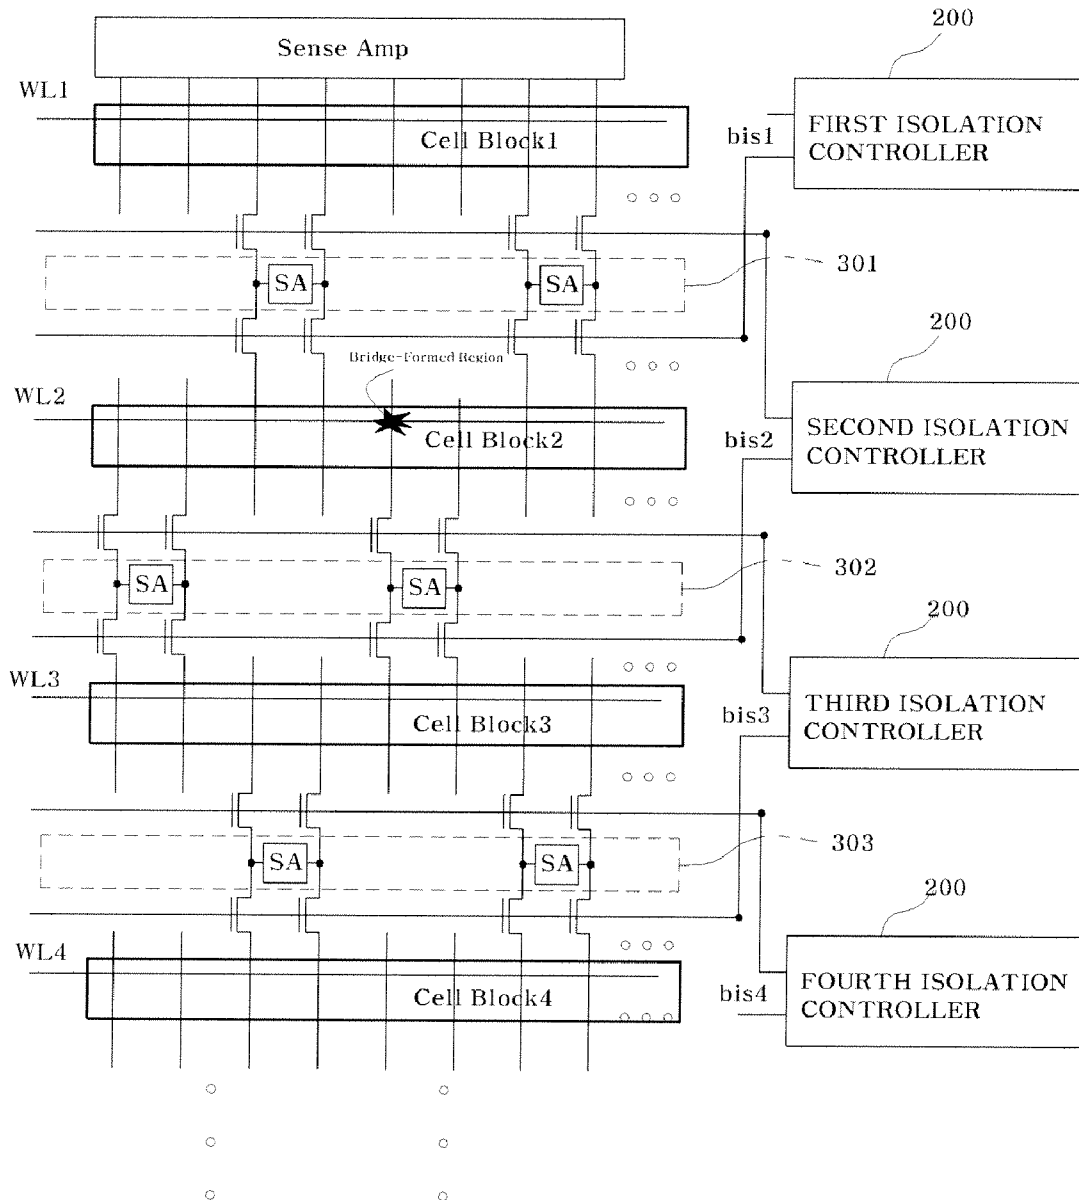 200
Sense Amp
WL1
Cell Block1
bis1
FIRST ISOLATION
CONTROLLER
SA
SA
301
200
Bridge-Formed Region
WL2
Cell Block2
bis2
SECOND ISOLATION
CONTROLLER
SA
SA
302
200
WL3
Cell Block3
bis3
THIRD ISOLATION
CONTROLLER
SA
SA
303
200
WL4
Cell Block4
bis4
FOURTH ISOLATION
CONTROLLER